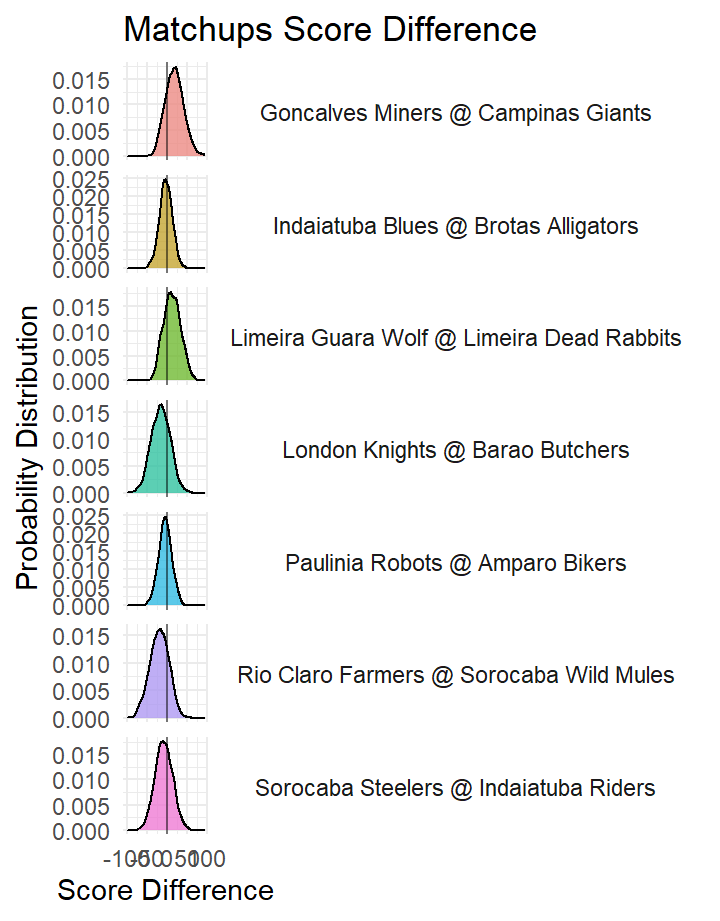 Matchups Score Difference
Probability Distribution
0.015
0.010
0.005
0.000
Goncalves Miners @ Campinas Giants
0.025
0.020
0.015
0.010
0.005
0.000
Indaiatuba Blues @ Brotas Alligators
0.015
0.010
0.005
0.000
Limeira Guara Wolf @ Limeira Dead Rabbits
0.015
0.010
0.005
0.000
London Knights @ Barao Butchers
0.025
0.020
0.015
0.010
0.005
0.000
Paulinia Robots @ Amparo Bikers
0.015
0.010
0.005
0.000
Rio Claro Farmers @ Sorocaba Wild Mules
0.015
0.010
0.005
0.000
Sorocaba Steelers @ Indaiatuba Riders
-100 -50 0 50 100
Score Difference